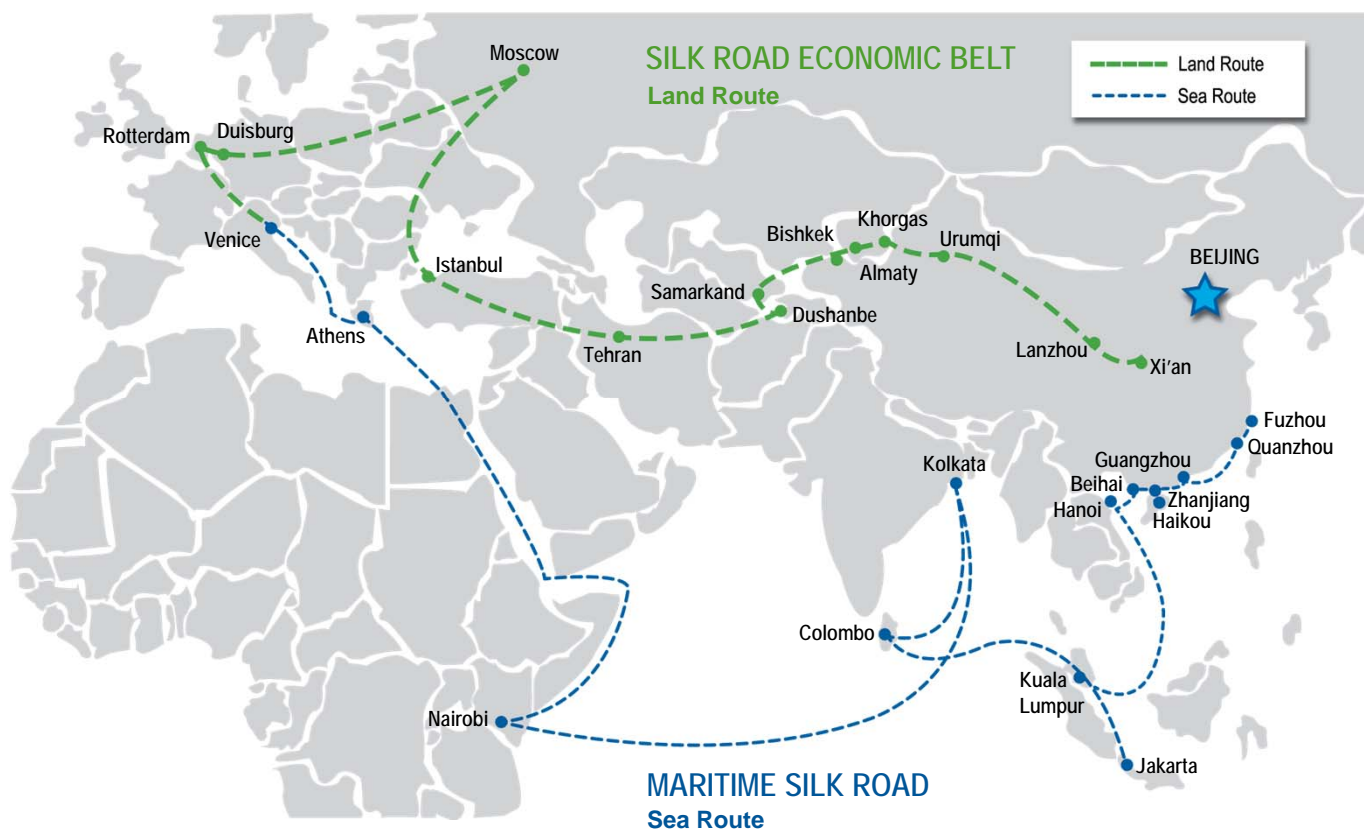 Moscow
SILK ROAD ECONOMIC BELT
Land Route
Land Route
Sea Route
Rotterdam
Duisburg
Venice
Istanbul
Athens
Tehran
Samarkand
Dushanbe
Bishkek
Almaty
Khorgas
Urumqi
BEIJING
Lanzhou
Xi'an
Fuzhou
Quanzhou
Guangzhou
Beihai
Zhanjiang
Hanoi
Haikou
Kolkata
Colombo
Kuala
Lumpur
Nairobi
Jakarta
MARITIME SILK ROAD
Sea Route